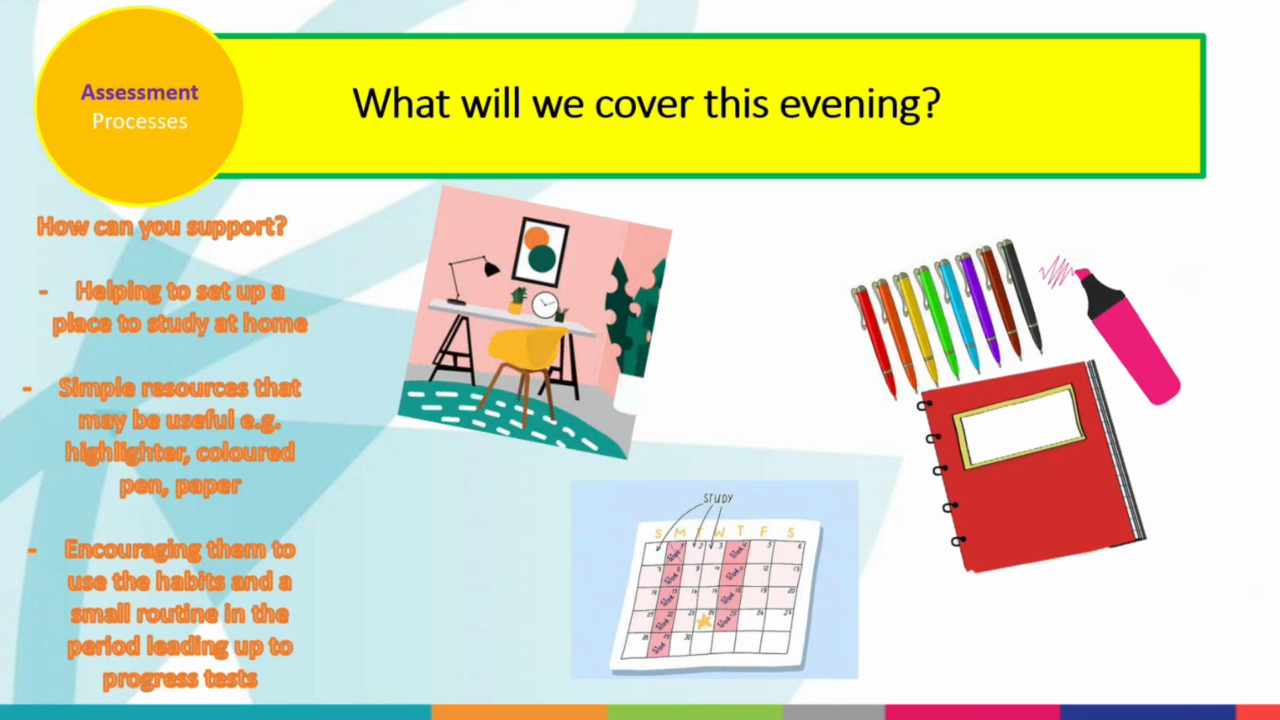 Assessment
Processes
What will we cover this evening?
How can you support?
- Helping to set up a
place to study at home
- Simple resources that
may be useful e.g.
highlighter, coloured
pen, paper
- Encouraging them to
use the habits and a
small routine in the
period leading up to
progress tests
STUDY
S M T W T F S